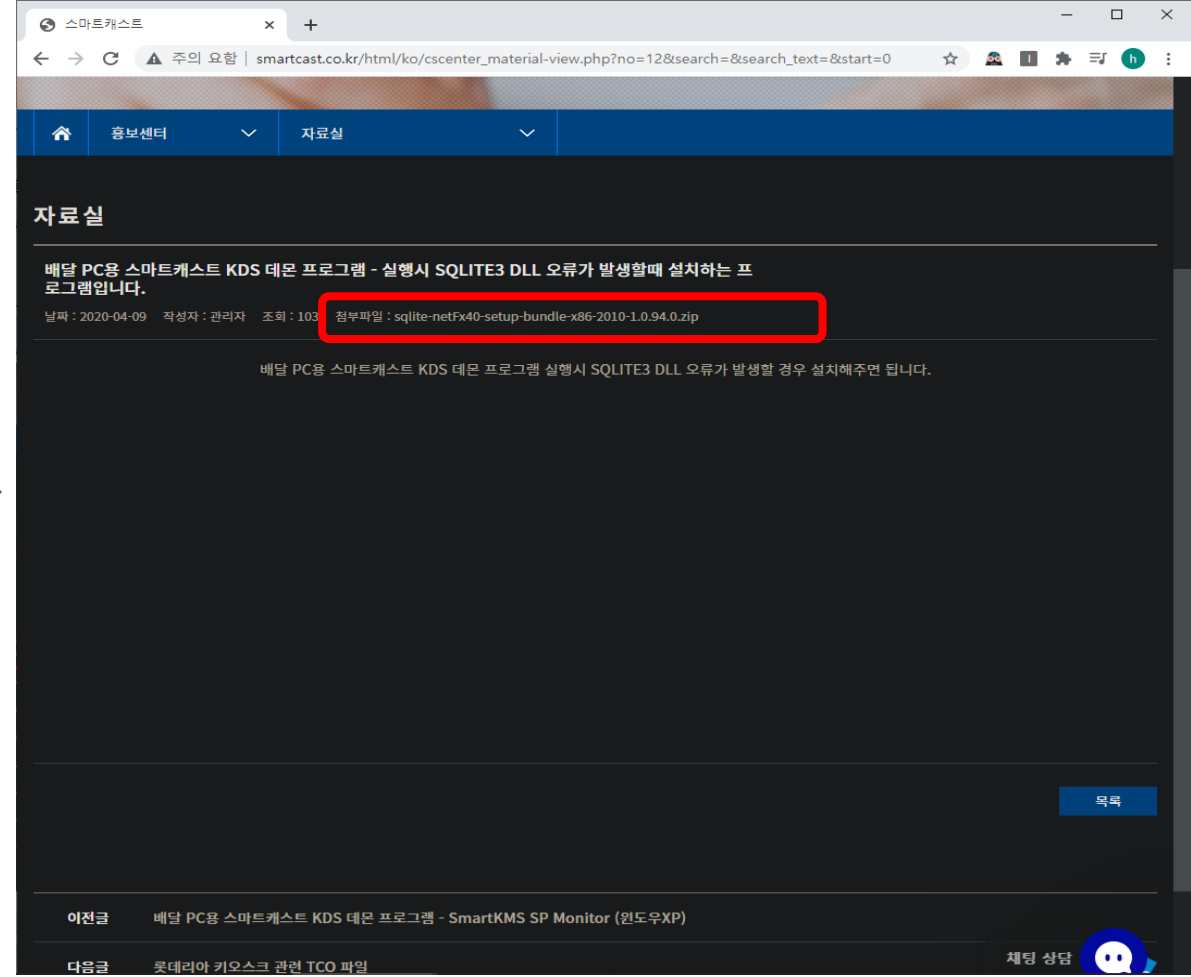 스마트캐스트
주의 요함 | smartcast.co.kr/html/ko/cscenter_material-view.php?no=12&search=&search_text=&start=0
h
홍보센터 자료실
자료실
배달 PC용 스마트캐스트 KDS 데몬 프로그램 - 실행시 SQLITE3 DLL 오류가 발생할때 설치하는 프
로그램입니다.
날짜 : 2020-04-09 작성자 : 관리자 조회 : 103 첨부파일 : sqlite-netFx40-setup-bundle-x86-2010-1.0.94.0.zip
배달 PC용 스마트캐스트 KDS 데몬 프로그램 실행시 SQLITE3 DLL 오류가 발생할 경우 설치해주면 됩니다.
목록
이전글 배달 PC용 스마트캐스트 KDS 데몬 프로그램 - SmartKMS SP Monitor (윈도우XP)
다음글 롯데리아 키오스크 관련 TCO 파일
채팅 상담